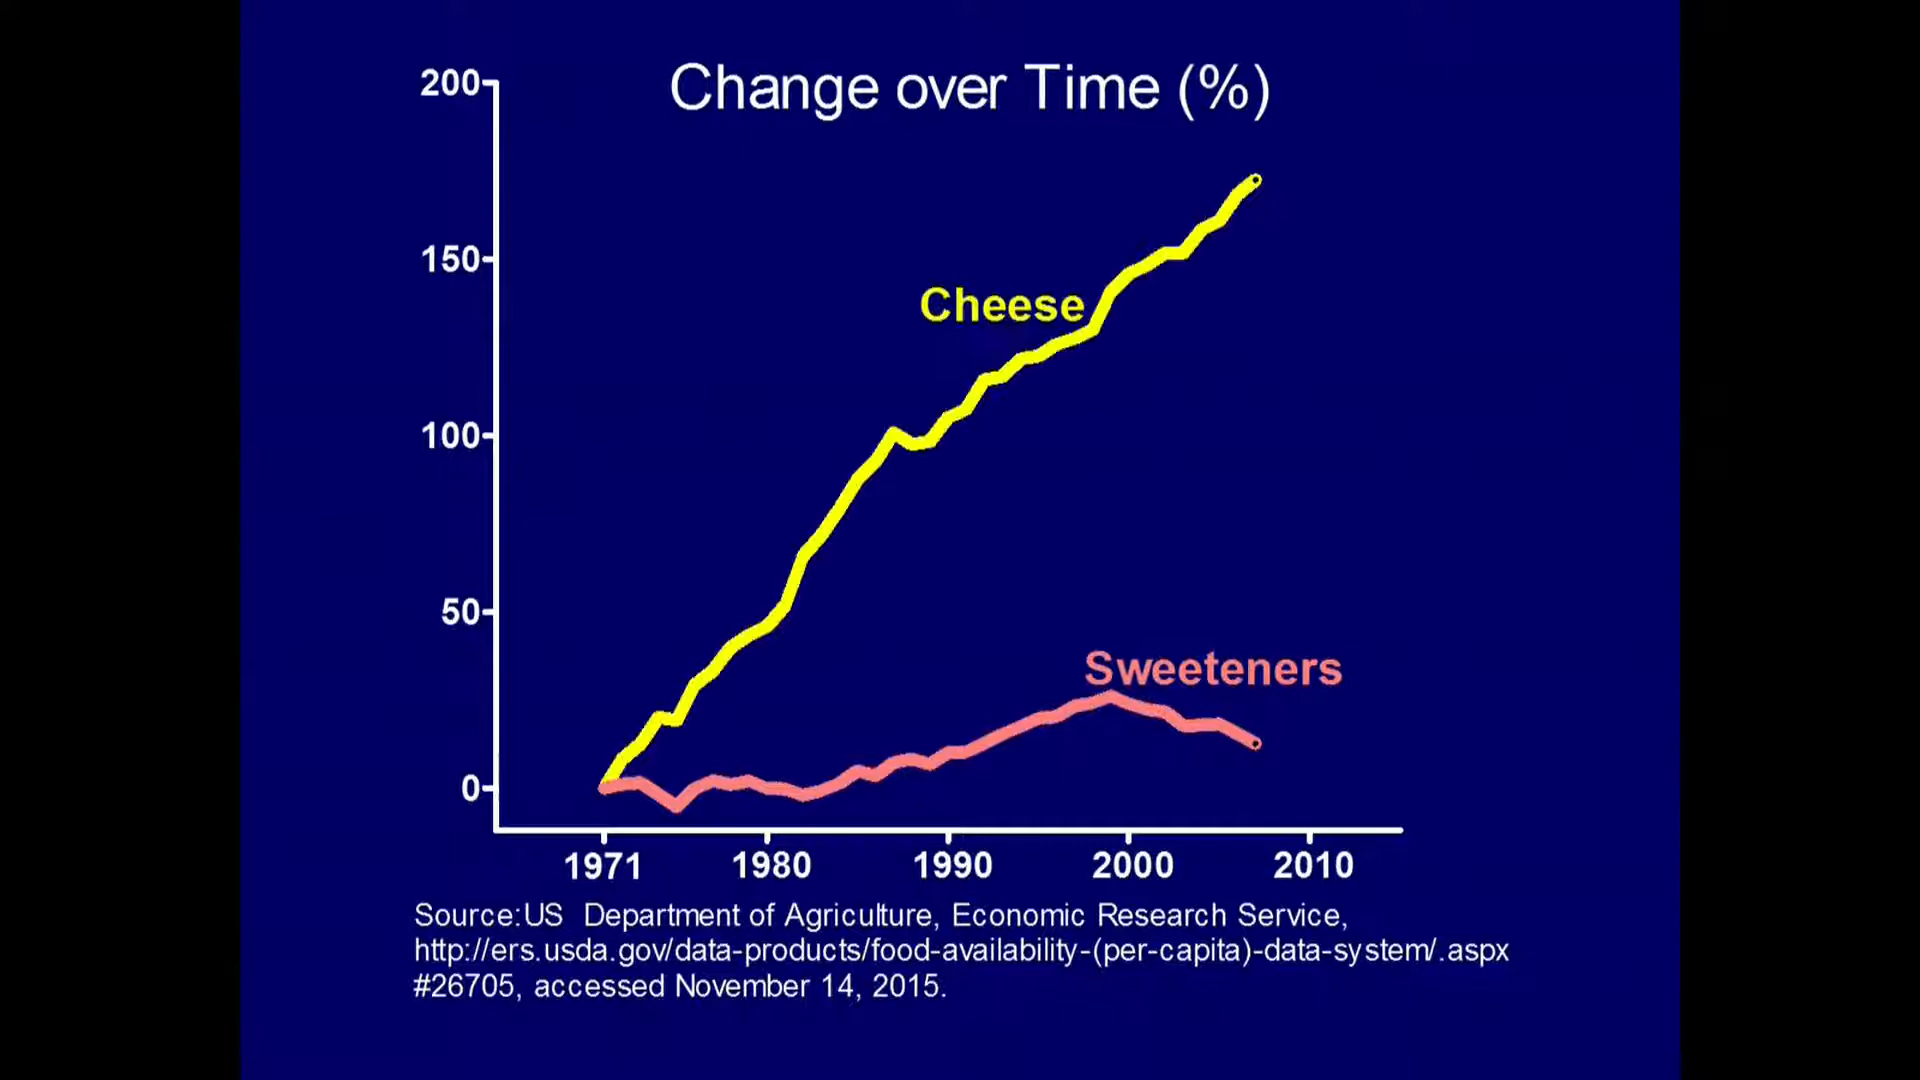 Change over Time (%)
200
150
100
50
0
Cheese
Sweeteners
1971 1980 1990 2000 2010
Source:US Department of Agriculture, Economic Research Service,
http://ers.usda.gov/data-products/food-availability-(per-capita)-data-system/.aspx
#26705, accessed November 14, 2015.